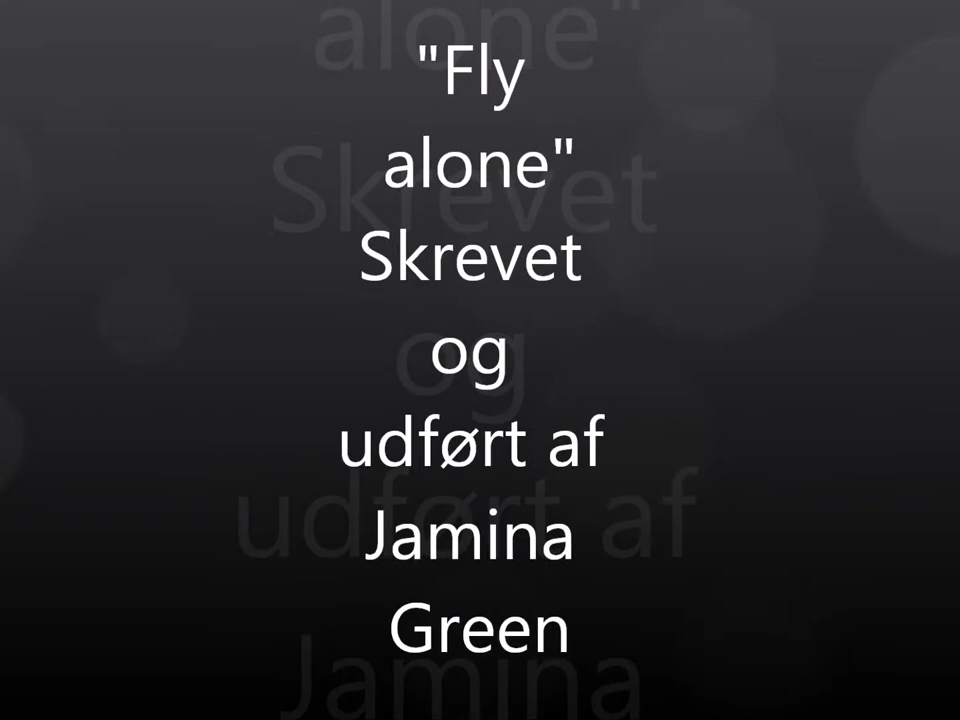 "Fly
alone"
Skrevet
og
udført af
Jamina
Green